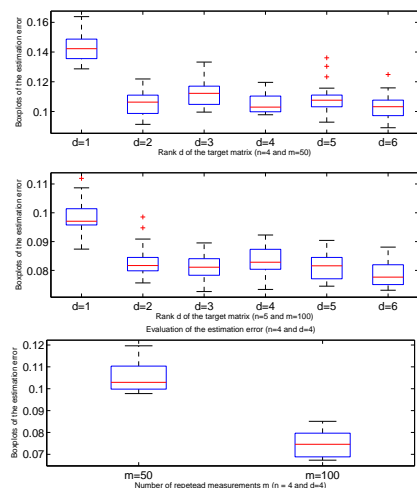 0.16
0.14
0.12
0.1
Boxplots of the estimation error
d=1 d=2 d=3 d=4 d=5 d=6
Rank d of the target matrix (n=4 and m=50)
0.11
0.1
0.09
0.08
Boxplots of the estimation error
d=1 d=2 d=3 d=4 d=5 d=6
Rank d of the target matrix (n=5 and m=100)
Evaluation of the estimation error (n=4 and d=4)
0.12
0.11
0.1
0.09
0.08
0.07
Boxplots of the estimation error
m=50 m=100
Number of repetead measurements m (n = 4 and d=4)